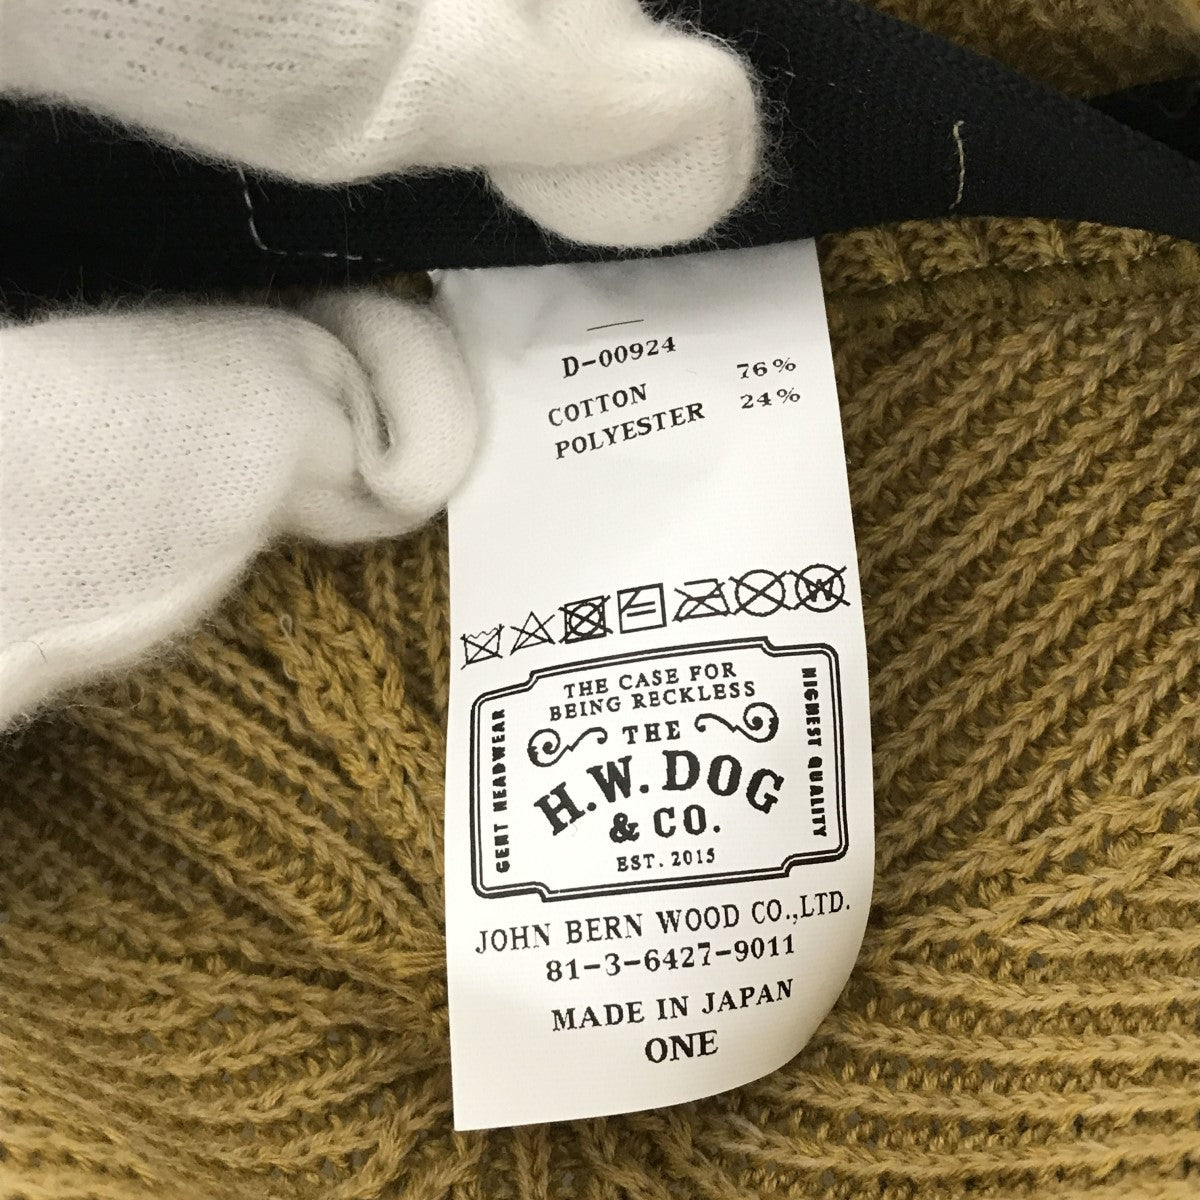 D-00924
COTTON 76%
POLYESTER 24%
W
THE CASE FOR
BEING RECKLESS
GENT HEADWEAR
HIGHEST QUALITY
THE
H.W. DOG
& CO.
EST. 2015
JOHN BERN WOOD CO.,LTD.
81-3-6427-9011
MADE IN JAPAN
ONE